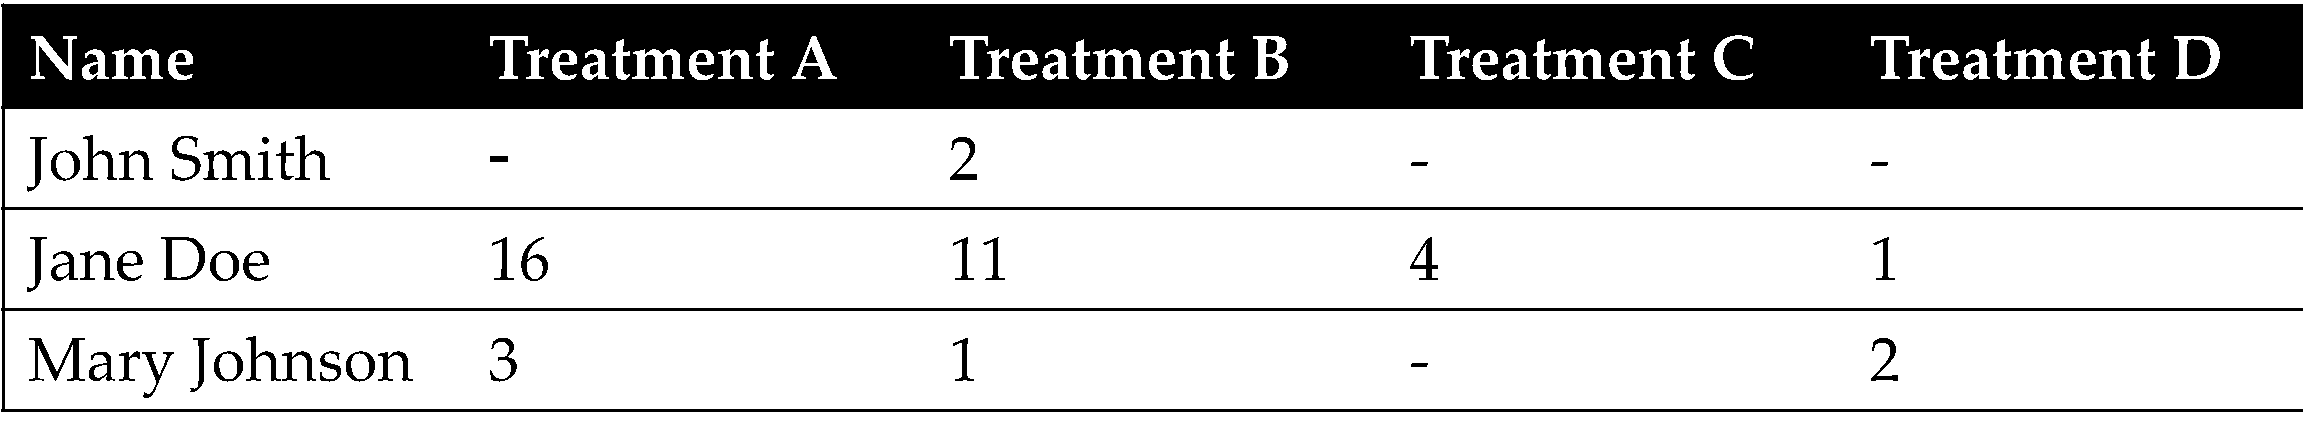 Name Treatment A Treatment B Treatment C Treatment D
John Smith - 2 - -
Jane Doe 16 11 4 1
Mary Johnson 3 1 - 2